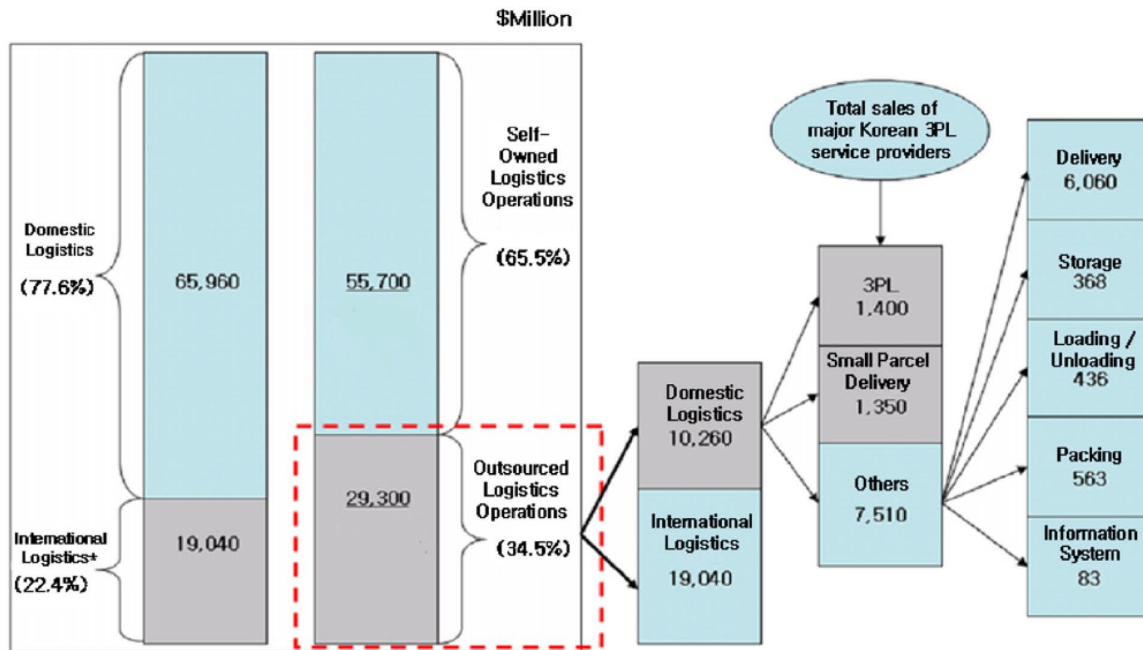 $Million
Domestic
Logistics
(77.6%)
International
Logistics*
(22.4%)
65,960
19,040
55,700
29,300
Self-
Owned
Logistics
Operations
(65.5%)
Outsourced
Logistics
Operations
(34.5%)
Domestic
Logistics
10,260
International
Logistics
19,040
Total sales of
major Korean 3PL
service providers
3PL
1,400
Small Parcel
Delivery
1,350
Others
7,510
Delivery
6,060
Storage
368
Loading /
Unloading
436
Packing
563
Information
System
83